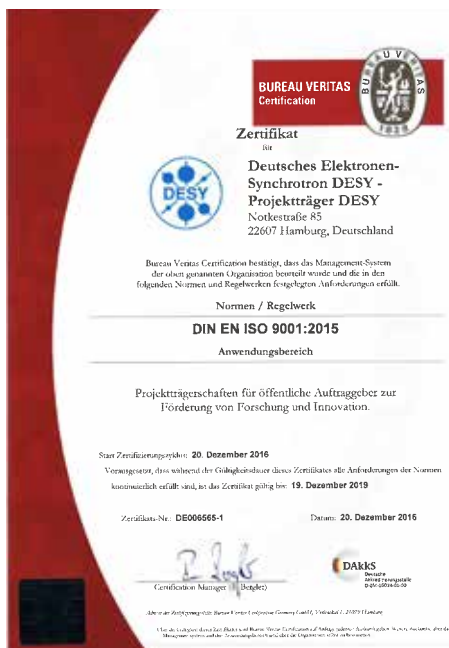 BUREAU VERITAS
Certification
BUREAU VERITAS
1828
Zertifikat
für
DESY
Deutsches Elektronen-
Synchrotron DESY -
Projektträger DESY
Notkestraße 85
22607 Hamburg, Deutschland
Bureau Veritas Certification bestätigt, dass das Management-System
der oben genannten Organisation beurteilt wurde und die in den
folgenden Normen und Regelwerken festgelegten Anforderungen erfüllt.
Normen / Regelwerk
DIN EN ISO 9001:2015
Anwendungsbereich
Projektträgerschaften für öffentliche Auftraggeber zur
Förderung von Forschung und Innovation.
Start Zertifizierungszyklus: 20. Dezember 2016
Vorausgesetzt, dass während der Gültigkeitsdauer dieses Zertifikates alle Anforderungen der Normen
kontinuierlich erfüllt sind, ist das Zertifikat gültig bis: 19. Dezember 2019
Zertifikats-Nr.: DE006565-1
Datum: 20. Dezember 2016
Certification Manager
DAkkS
Deutsche
Akkreditierungsstelle